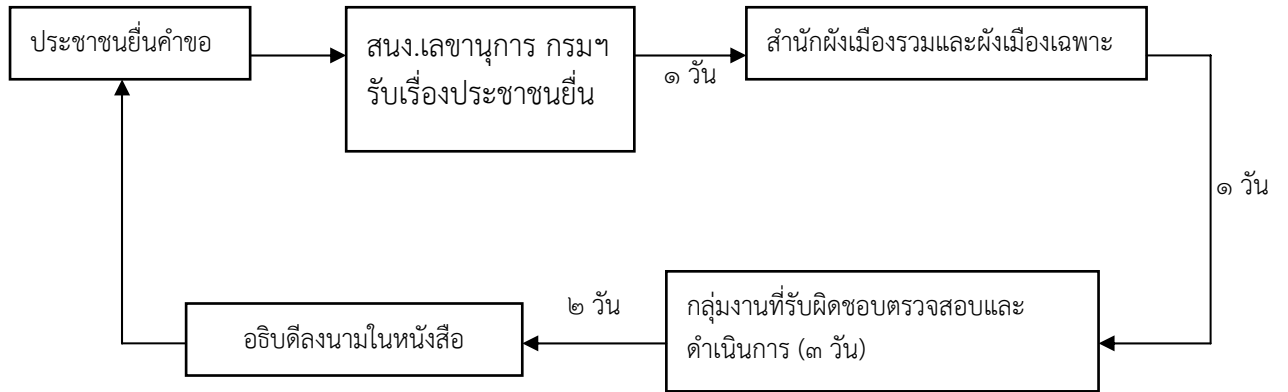 ประชาชนยื่นคำขอ
สนง.เลขานุการ กรมฯ
รับเรื่องประชาชนยื่น
๑ วัน
สำนักผังเมืองรวมและผังเมืองเฉพาะ
๑ วัน
กลุ่มงานที่รับผิดชอบตรวจสอบและ
ดำเนินการ (๓ วัน)
๒ วัน
อธิบดีลงนามในหนังสือ